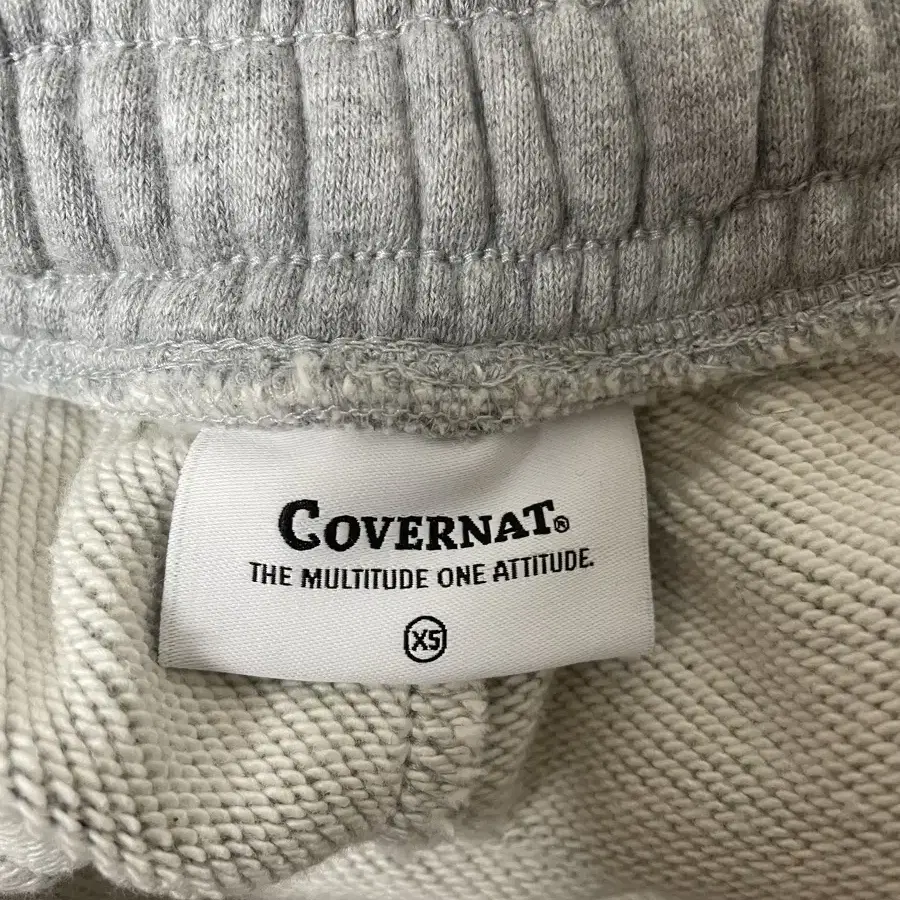 COVERNAT®
THE MULTITUDE ONE ATTITUDE.
XS